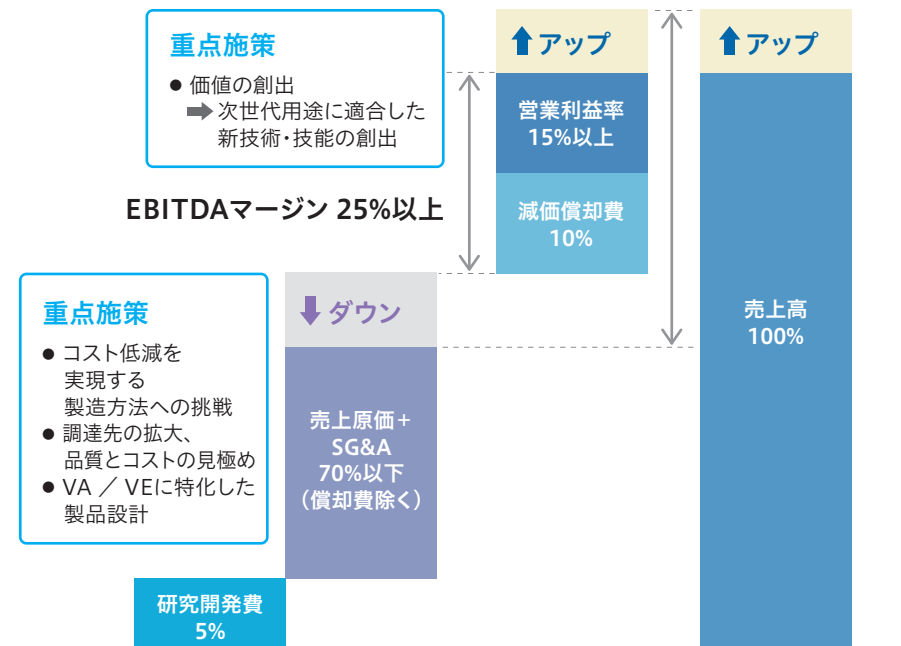 重点施策
● 価値の創出
➡ 次世代用途に適合した
新技術・技能の創出
EBITDAマージン 25%以上
⬆ アップ
営業利益率
15%以上
減価償却費
10%
⬆ アップ
売上高
100%
重点施策
● コスト低減を
実現する
製造方法への挑戦
● 調達先の拡大、
品質とコストの見極め
● VA ／ VEに特化した
製品設計
⬇ ダウン
売上原価＋
SG&A
70%以下
（償却費除く）
研究開発費
5%